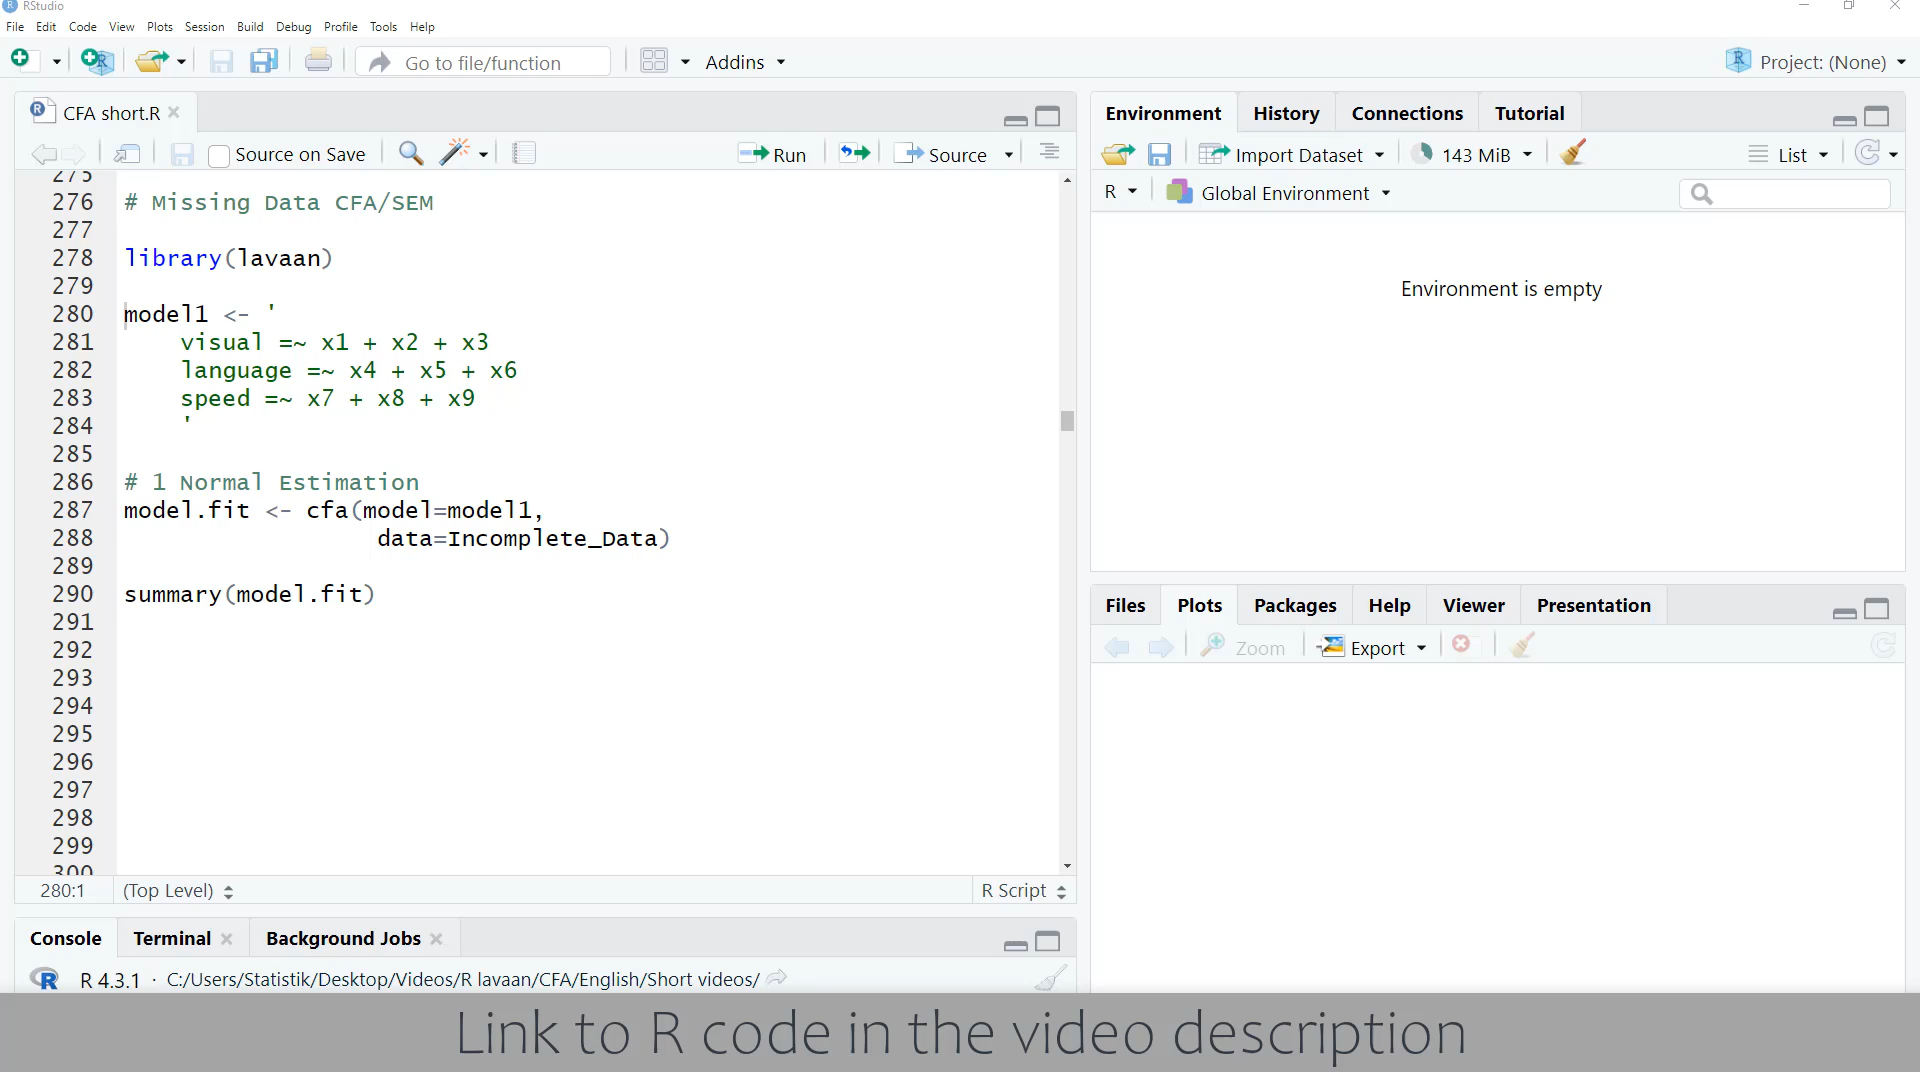 RStudio
File Edit Code View Plots Session Build Debug Profile Tools Help
Go to file/function
Addins
Project: (None)
CFA short.R
Source on Save
Run
Source
275
276 # Missing Data CFA/SEM
277
278 library(lavaan)
279
280 model1 <- '
281 visual =~ x1 + x2 + x3
282 language =~ x4 + x5 + x6
283 speed =~ x7 + x8 + x9
284 '
285
286 # 1 Normal Estimation
287 model.fit <- cfa(model=model1,
288 data=Incomplete_Data)
289
290 summary(model.fit)
291
292
293
294
295
296
297
298
299
300
280:1 (Top Level) R Script
Console Terminal Background Jobs
R 4.3.1 · C:/Users/Statistik/Desktop/Videos/R lavaan/CFA/English/Short videos/
Environment History Connections Tutorial
Import Dataset 143 MiB List
R Global Environment
Environment is empty
Files Plots Packages Help Viewer Presentation
Zoom Export
Link to R code in the video description